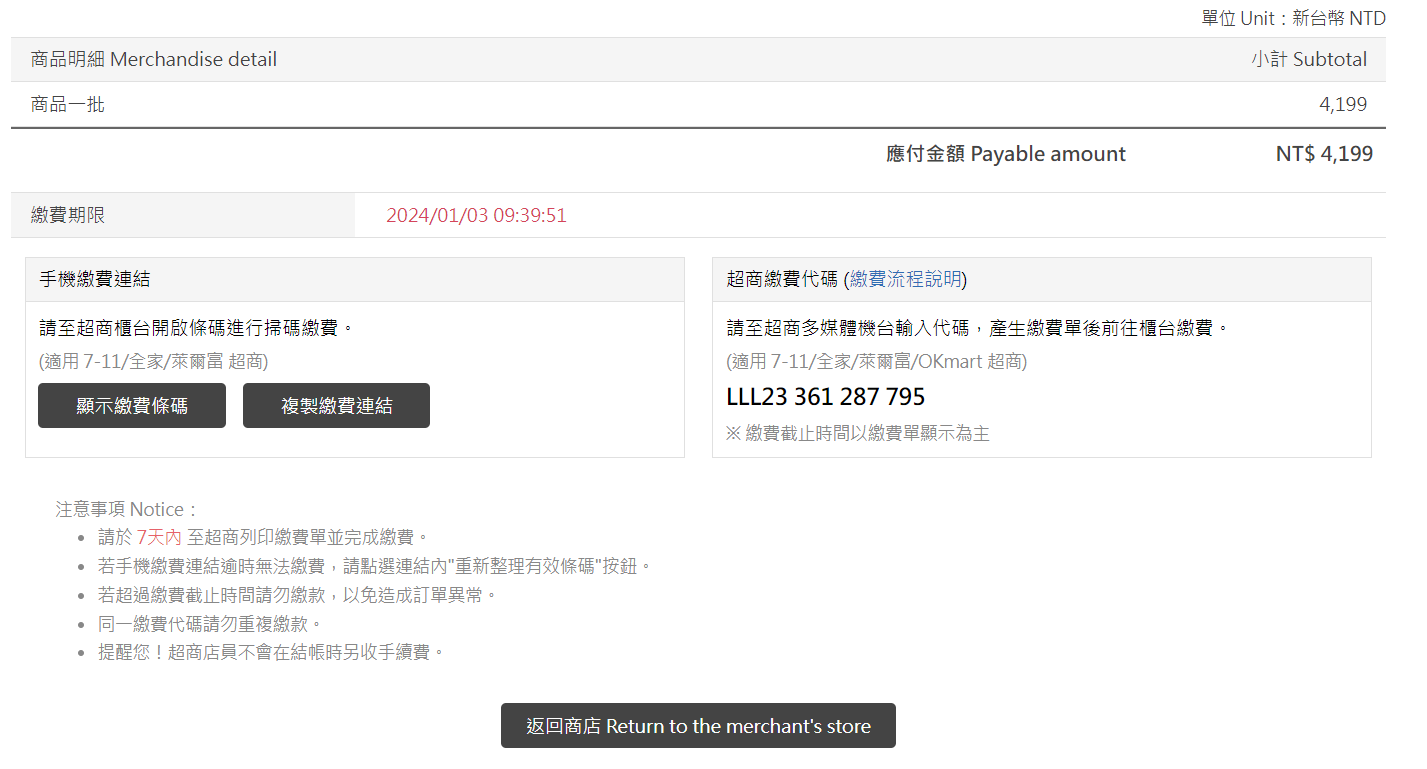 單位 Unit：新台幣 NTD
商品明細 Merchandise detail 小計 Subtotal
商品一批 4,199
應付金額 Payable amount NT$ 4,199
繳費期限 2024/01/03 09:39:51
手機繳費連結
請至超商櫃台開啟條碼進行掃碼繳費。
(適用 7-11/全家/萊爾富 超商)
顯示繳費條碼 複製繳費連結
超商繳費代碼 (繳費流程說明)
請至超商多媒體機台輸入代碼，產生繳費單後前往櫃台繳費。
(適用 7-11/全家/萊爾富/OKmart 超商)
LLL23 361 287 795
※ 繳費截止時間以繳費單顯示為主
注意事項 Notice：
• 請於 7天內 至超商列印繳費單並完成繳費。
• 若手機繳費連結逾時無法繳費，請點選連結內"重新整理有效條碼"按鈕。
• 若超過繳費截止時間請勿繳款，以免造成訂單異常。
• 同一繳費代碼請勿重複繳款。
• 提醒您！超商店員不會在結帳時另收手續費。
返回商店 Return to the merchant's store